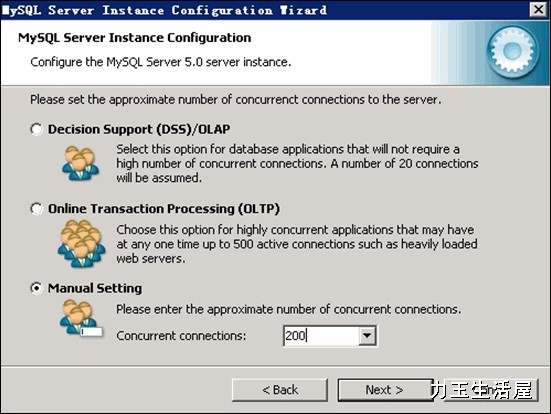 MySQL Server Instance Configuration Wizard
MySQL Server Instance Configuration
Configure the MySQL Server 5.0 server instance.
Please set the approximate number of concurrenct connections to the server.
Decision Support (DSS)/OLAP
Select this option for database applications that will not require a
high number of concurrent connections. A number of 20 connections
will be assumed.
Online Transaction Processing (OLTP)
Choose this option for highly concurrent applications that may have
at any one time up to 500 active connections such as heavily loaded
web servers.
Manual Setting
Please enter the approximate number of concurrent connections.
Concurrent connections: 200
< Back Next > 力玉生活屋